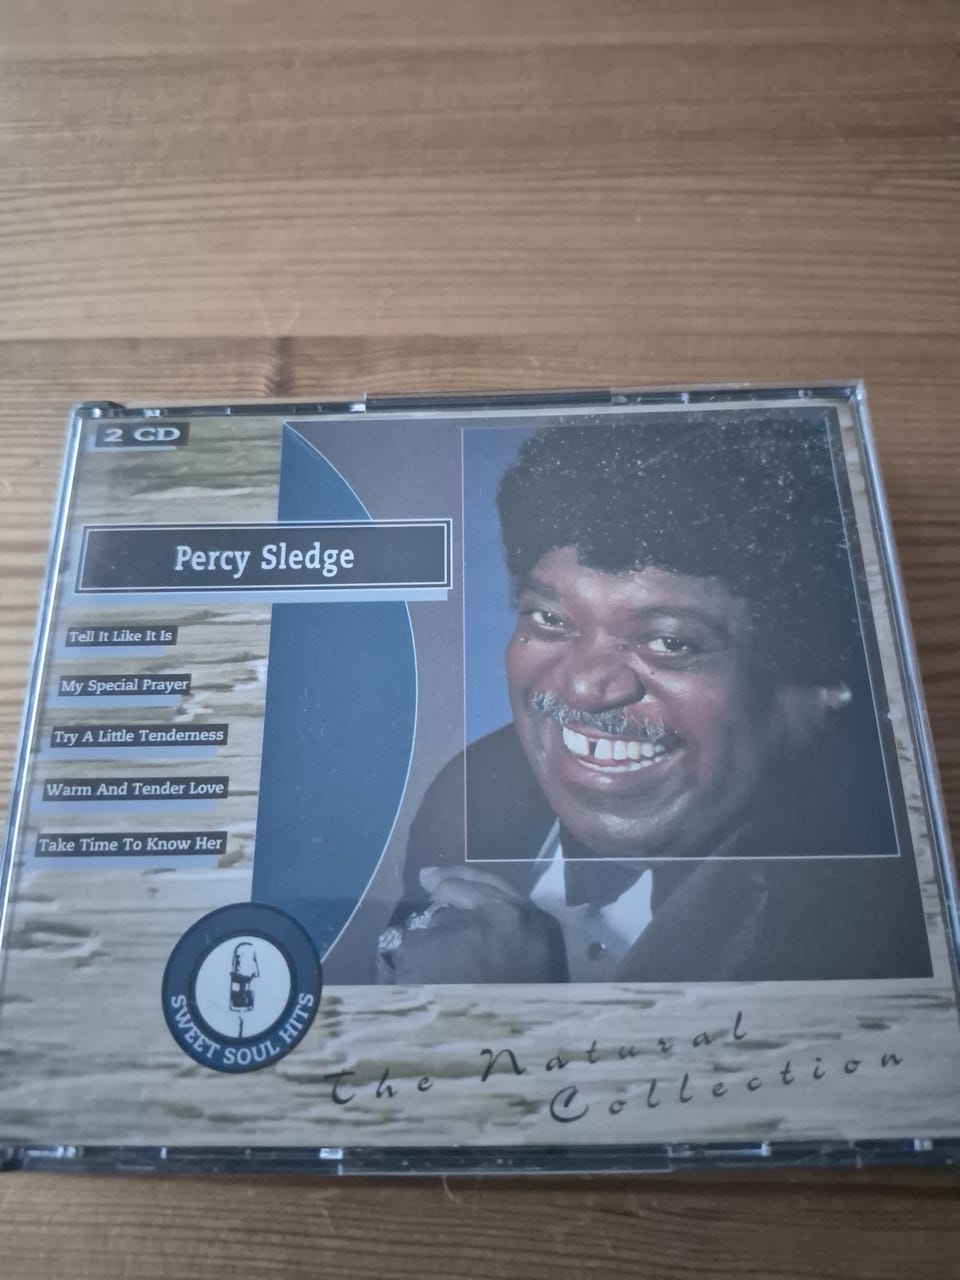 2 CD
Percy Sledge
Tell It Like It Is
My Special Prayer
Try A Little Tenderness
Warm And Tender Love
Take Time To Know Her
SWEET SOUL HITS
The Natural
Collection